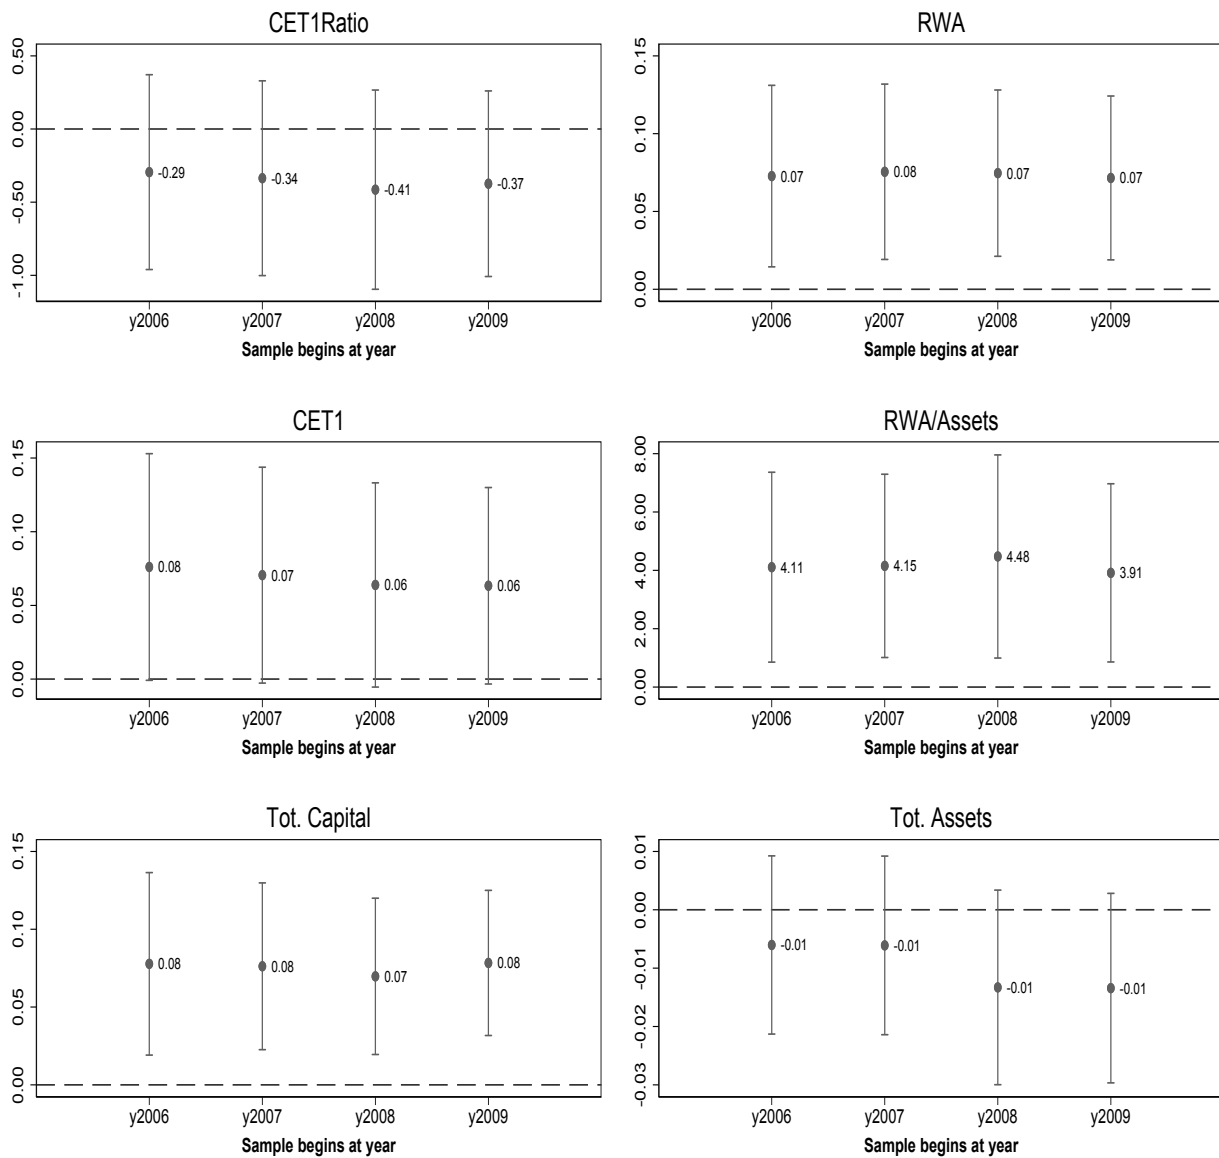 CET1Ratio
0.50
0.00
-0.50
-1.00
-0.29
-0.34
-0.41
-0.37
y2006 y2007 y2008 y2009
Sample begins at year
RWA
0.15
0.10
0.05
0.00
0.07
0.08
0.07
0.07
y2006 y2007 y2008 y2009
Sample begins at year
CET1
0.15
0.10
0.05
0.00
0.08
0.07
0.06
0.06
y2006 y2007 y2008 y2009
Sample begins at year
RWA/Assets
8.00
6.00
4.00
2.00
0.00
4.11
4.15
4.48
3.91
y2006 y2007 y2008 y2009
Sample begins at year
Tot. Capital
0.15
0.10
0.05
0.00
0.08
0.08
0.07
0.08
y2006 y2007 y2008 y2009
Sample begins at year
Tot. Assets
0.01
0.00
-0.01
-0.02
-0.03
-0.01
-0.01
-0.01
-0.01
y2006 y2007 y2008 y2009
Sample begins at year